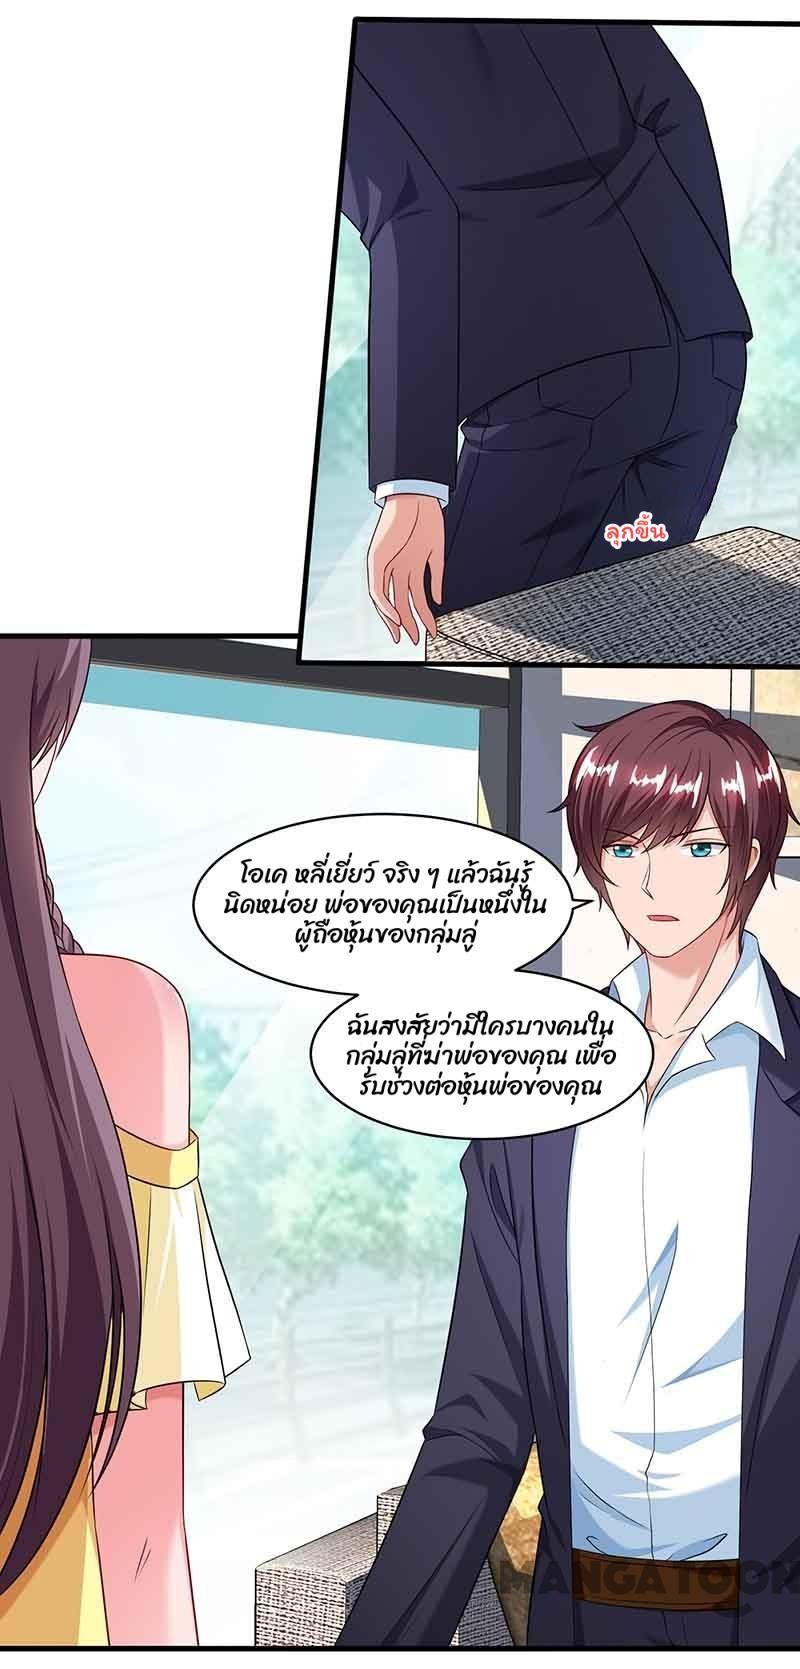 ลุกขึ้น
โอเค หลี่เยี่ยว์ จริง ๆ แล้วฉันรู้
นิดหน่อย พ่อของคุณเป็นหนึ่งใน
ผู้ถือหุ้นของกลุ่มลู่
ฉันสงสัยว่ามีใครบางคนใน
กลุ่มลู่ที่ฆ่าพ่อของคุณ เพื่อ
รับช่วงต่อหุ้นพ่อของคุณ
MANGATOON